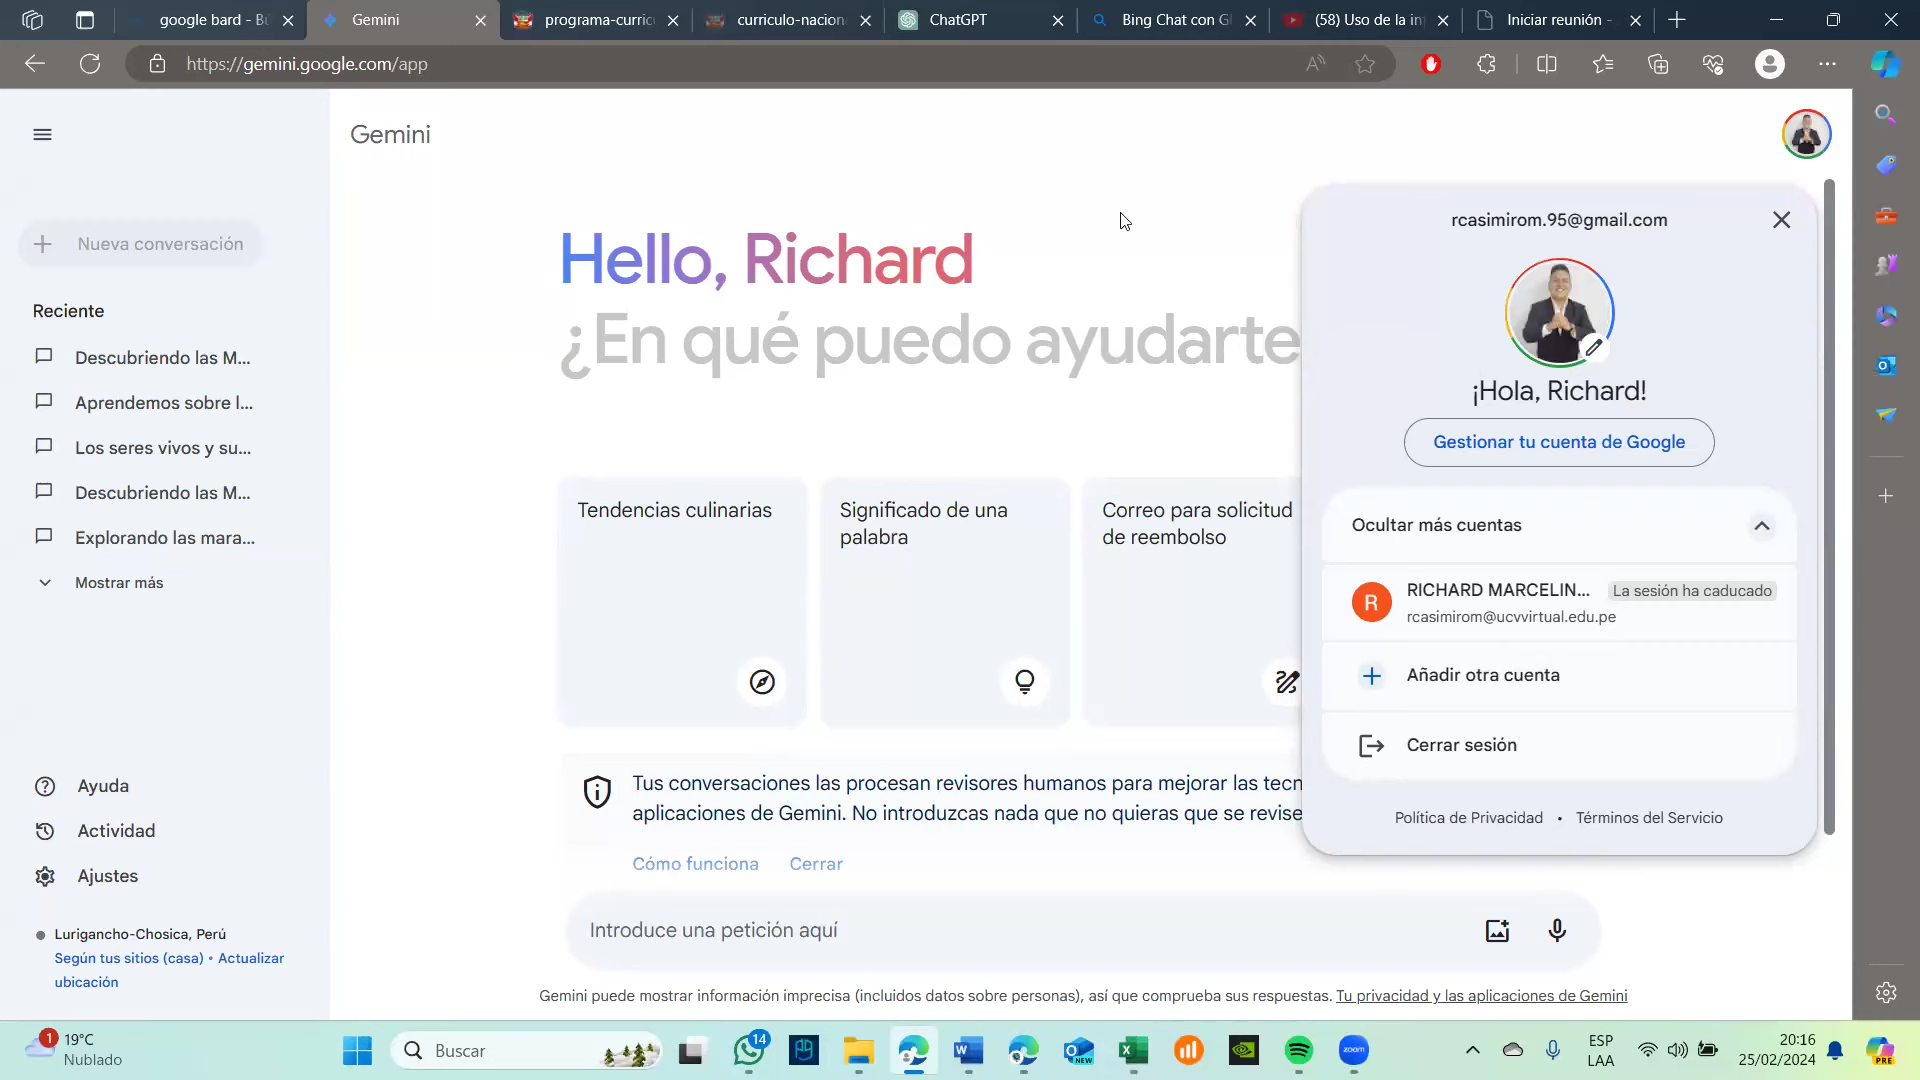 google bard - Bú
Gemini
programa-curric
curriculo-nacion
ChatGPT
Bing Chat con G
(58) Uso de la in
Iniciar reunión -
https://gemini.google.com/app
Gemini
Nueva conversación
Reciente
Descubriendo las M...
Aprendemos sobre l...
Los seres vivos y su...
Descubriendo las M...
Explorando las mara...
Mostrar más
Ayuda
Actividad
Ajustes
Lurigancho-Chosica, Perú
Según tus sitios (casa) • Actualizar
ubicación
Hello, Richard
¿En qué puedo ayudarte
Tendencias culinarias
Significado de una
palabra
Correo para solicitud
de reembolso
Tus conversaciones las procesan revisores humanos para mejorar las tecn
aplicaciones de Gemini. No introduzcas nada que no quieras que se revise
Cómo funciona Cerrar
Introduce una petición aquí
Gemini puede mostrar información imprecisa (incluidos datos sobre personas), así que comprueba sus respuestas. Tu privacidad y las aplicaciones de Gemini
rcasimirom.95@gmail.com
¡Hola, Richard!
Gestionar tu cuenta de Google
Ocultar más cuentas
R
RICHARD MARCELIN... La sesión ha caducado
rcasimirom@ucvvirtual.edu.pe
Añadir otra cuenta
Cerrar sesión
Política de Privacidad • Términos del Servicio
1
19°C
Nublado
Buscar
14
NEW
zoom
ESP
LAA
20:16
25/02/2024
PRE